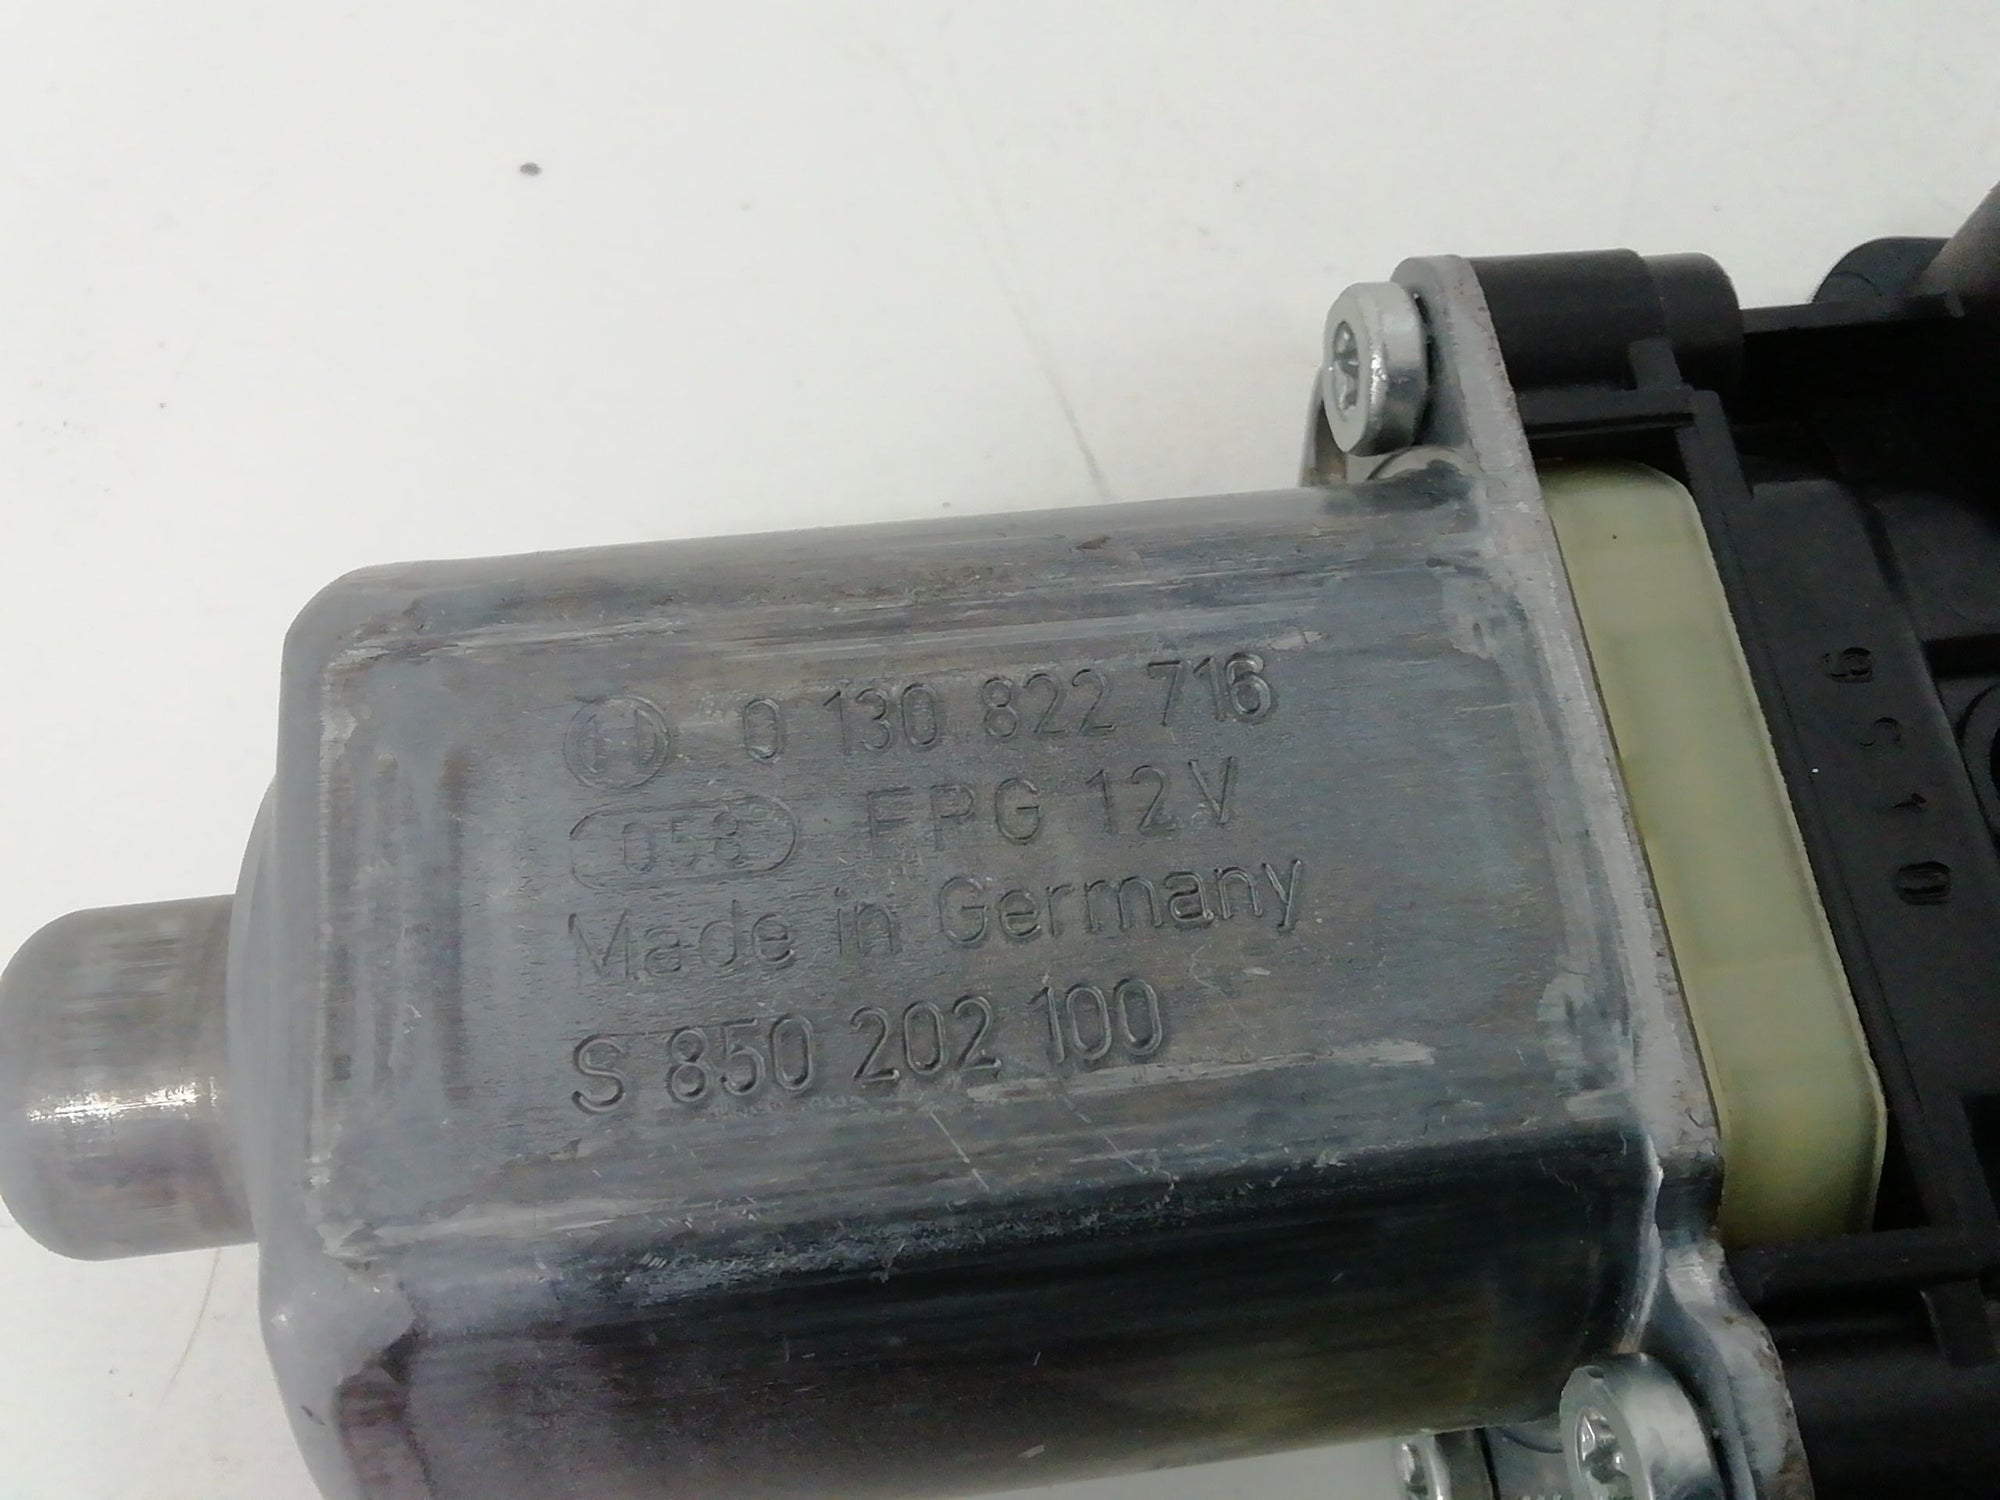 0 130 822 716
058 FPG 12V
Made in Germany
S 850 202 100